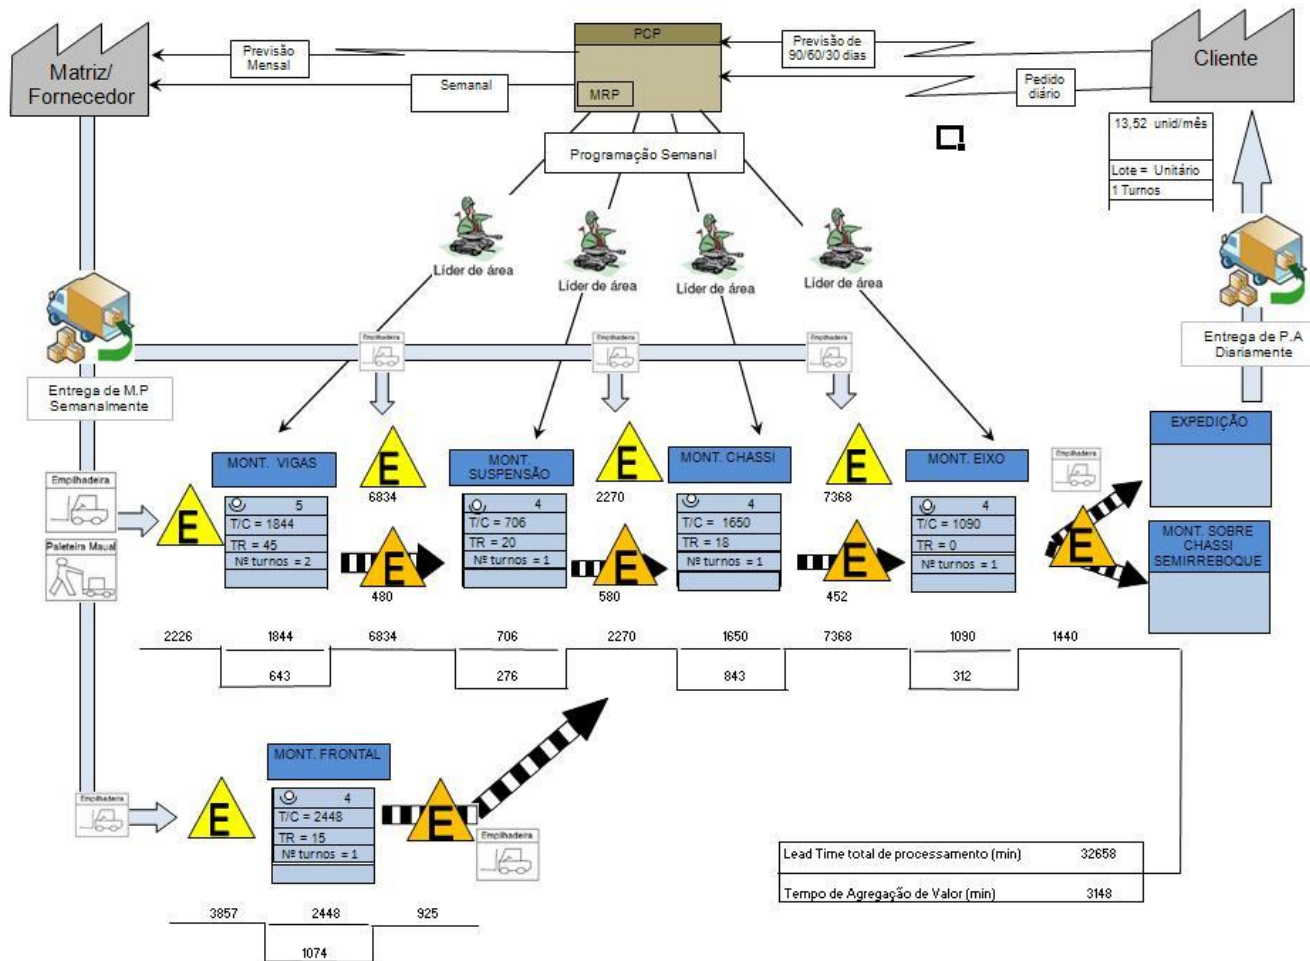 Matriz/
Fornecedor
Previsão
Mensal
Semanal
PCP
MRP
Previsão de
90/60/30 dias
Pedido
diário
Cliente
13,52 unid/mês
Lote = Unitário
1 Turnos
Programação Semanal
Líder de área
Líder de área
Líder de área
Líder de área
Entrega de M.P
Semanalmente
Empilhadeira
Empilhadeira
Empilhadeira
Entrega de P.A
Diariamente
Empilhadeira
Paleteira Maual
E
MONT. VIGAS
5
T/C = 1844
TR = 45
Nº turnos = 2
E
6834
E
480
MONT.
SUSPENSÃO
4
T/C = 706
TR = 20
Nº turnos = 1
E
2270
E
580
MONT. CHASSI
4
T/C = 1650
TR = 18
Nº turnos = 1
E
7368
E
452
MONT. EIXO
4
T/C = 1090
TR = 0
Nº turnos = 1
Empilhadeira
E
EXPEDIÇÃO
MONT. SOBRE
CHASSI
SEMIRREBOQUE
2226 1844 6834 706 2270 1650 7368 1090 1440
643 276 843 312
Empilhadeira
E
MONT. FRONTAL
4
T/C = 2448
TR = 15
Nº turnos = 1
E
Empilhadeira
3857 2448 925
1074
Lead Time total de processamento (min) 32658
Tempo de Agregação de Valor (min) 3148